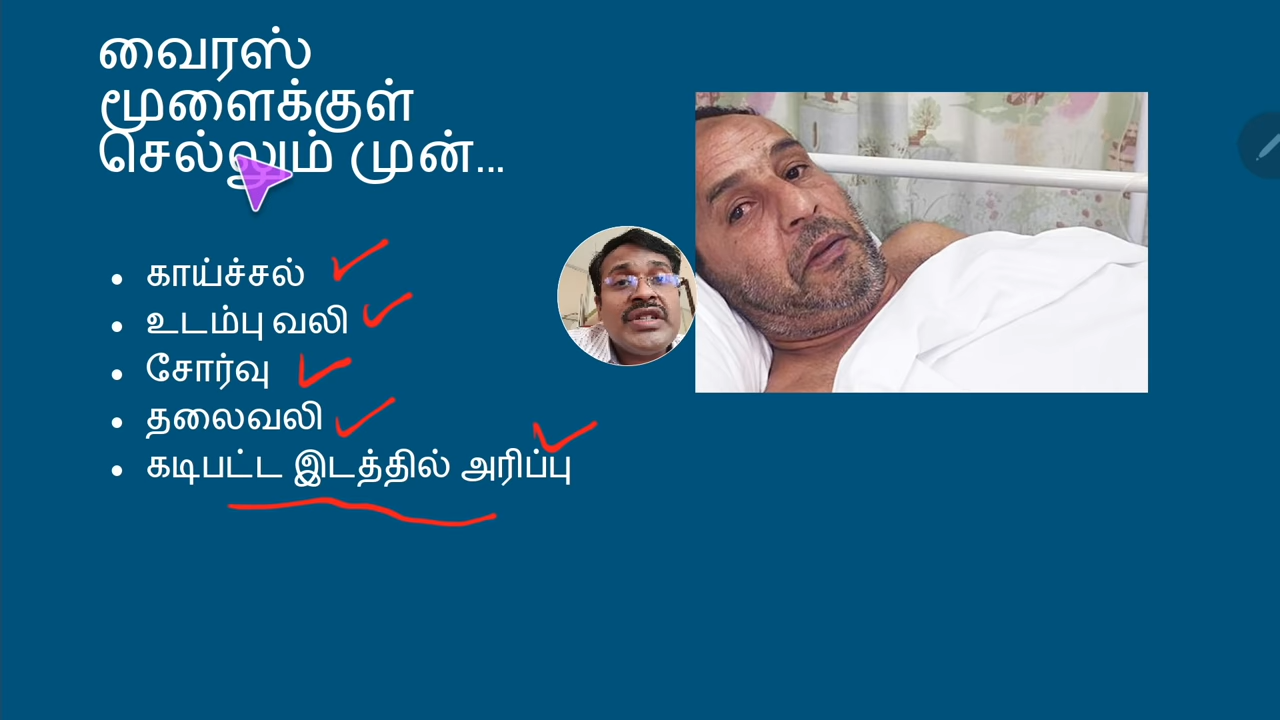 வைரஸ்
மூளைக்குள்
செல்லும் முன்...
காய்ச்சல்
உடம்பு வலி
சோர்வு
தலைவலி
கடிபட்ட இடத்தில் அரிப்பு